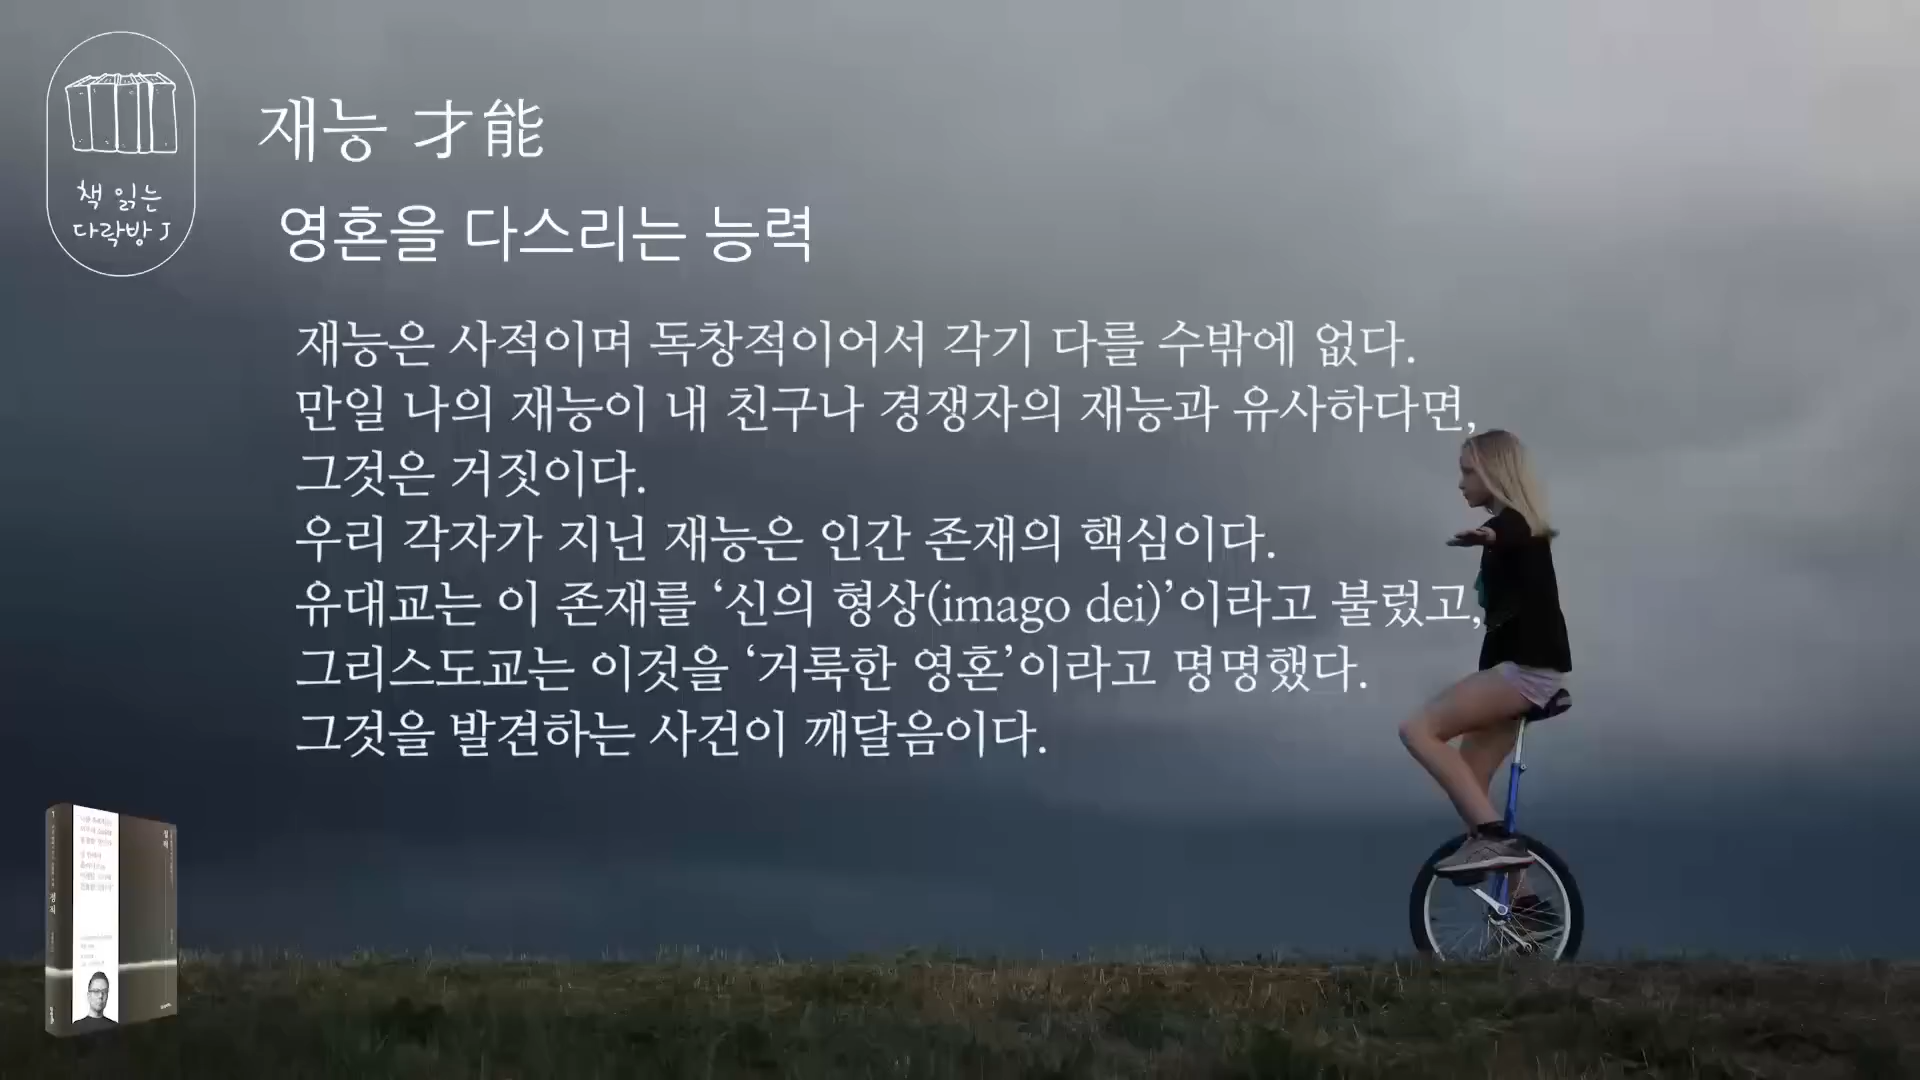 책 읽는
다락방 J
재능 才能
영혼을 다스리는 능력
재능은 사적이며 독창적이어서 각기 다를 수밖에 없다.
만일 나의 재능이 내 친구나 경쟁자의 재능과 유사하다면,
그것은 거짓이다.
우리 각자가 지닌 재능은 인간 존재의 핵심이다.
유대교는 이 존재를 ‘신의 형상(imago dei)’이라고 불렀고,
그리스도교는 이것을 ‘거룩한 영혼’이라고 명명했다.
그것을 발견하는 사건이 깨달음이다.
정적